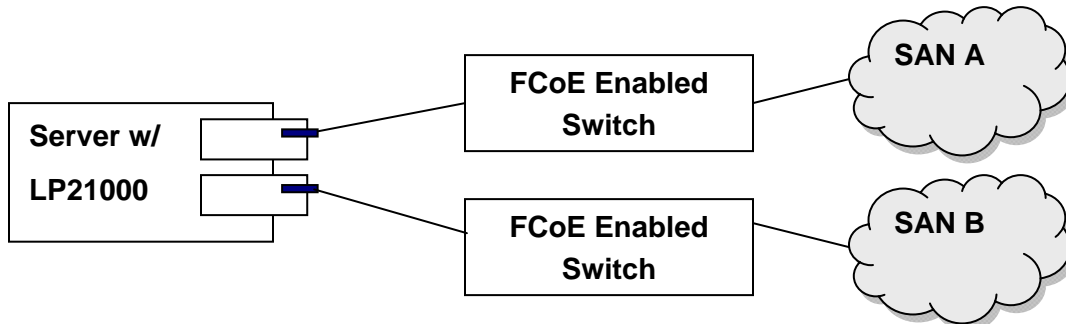 Server w/
LP21000
FCoE Enabled
Switch
SAN A
FCoE Enabled
Switch
SAN B